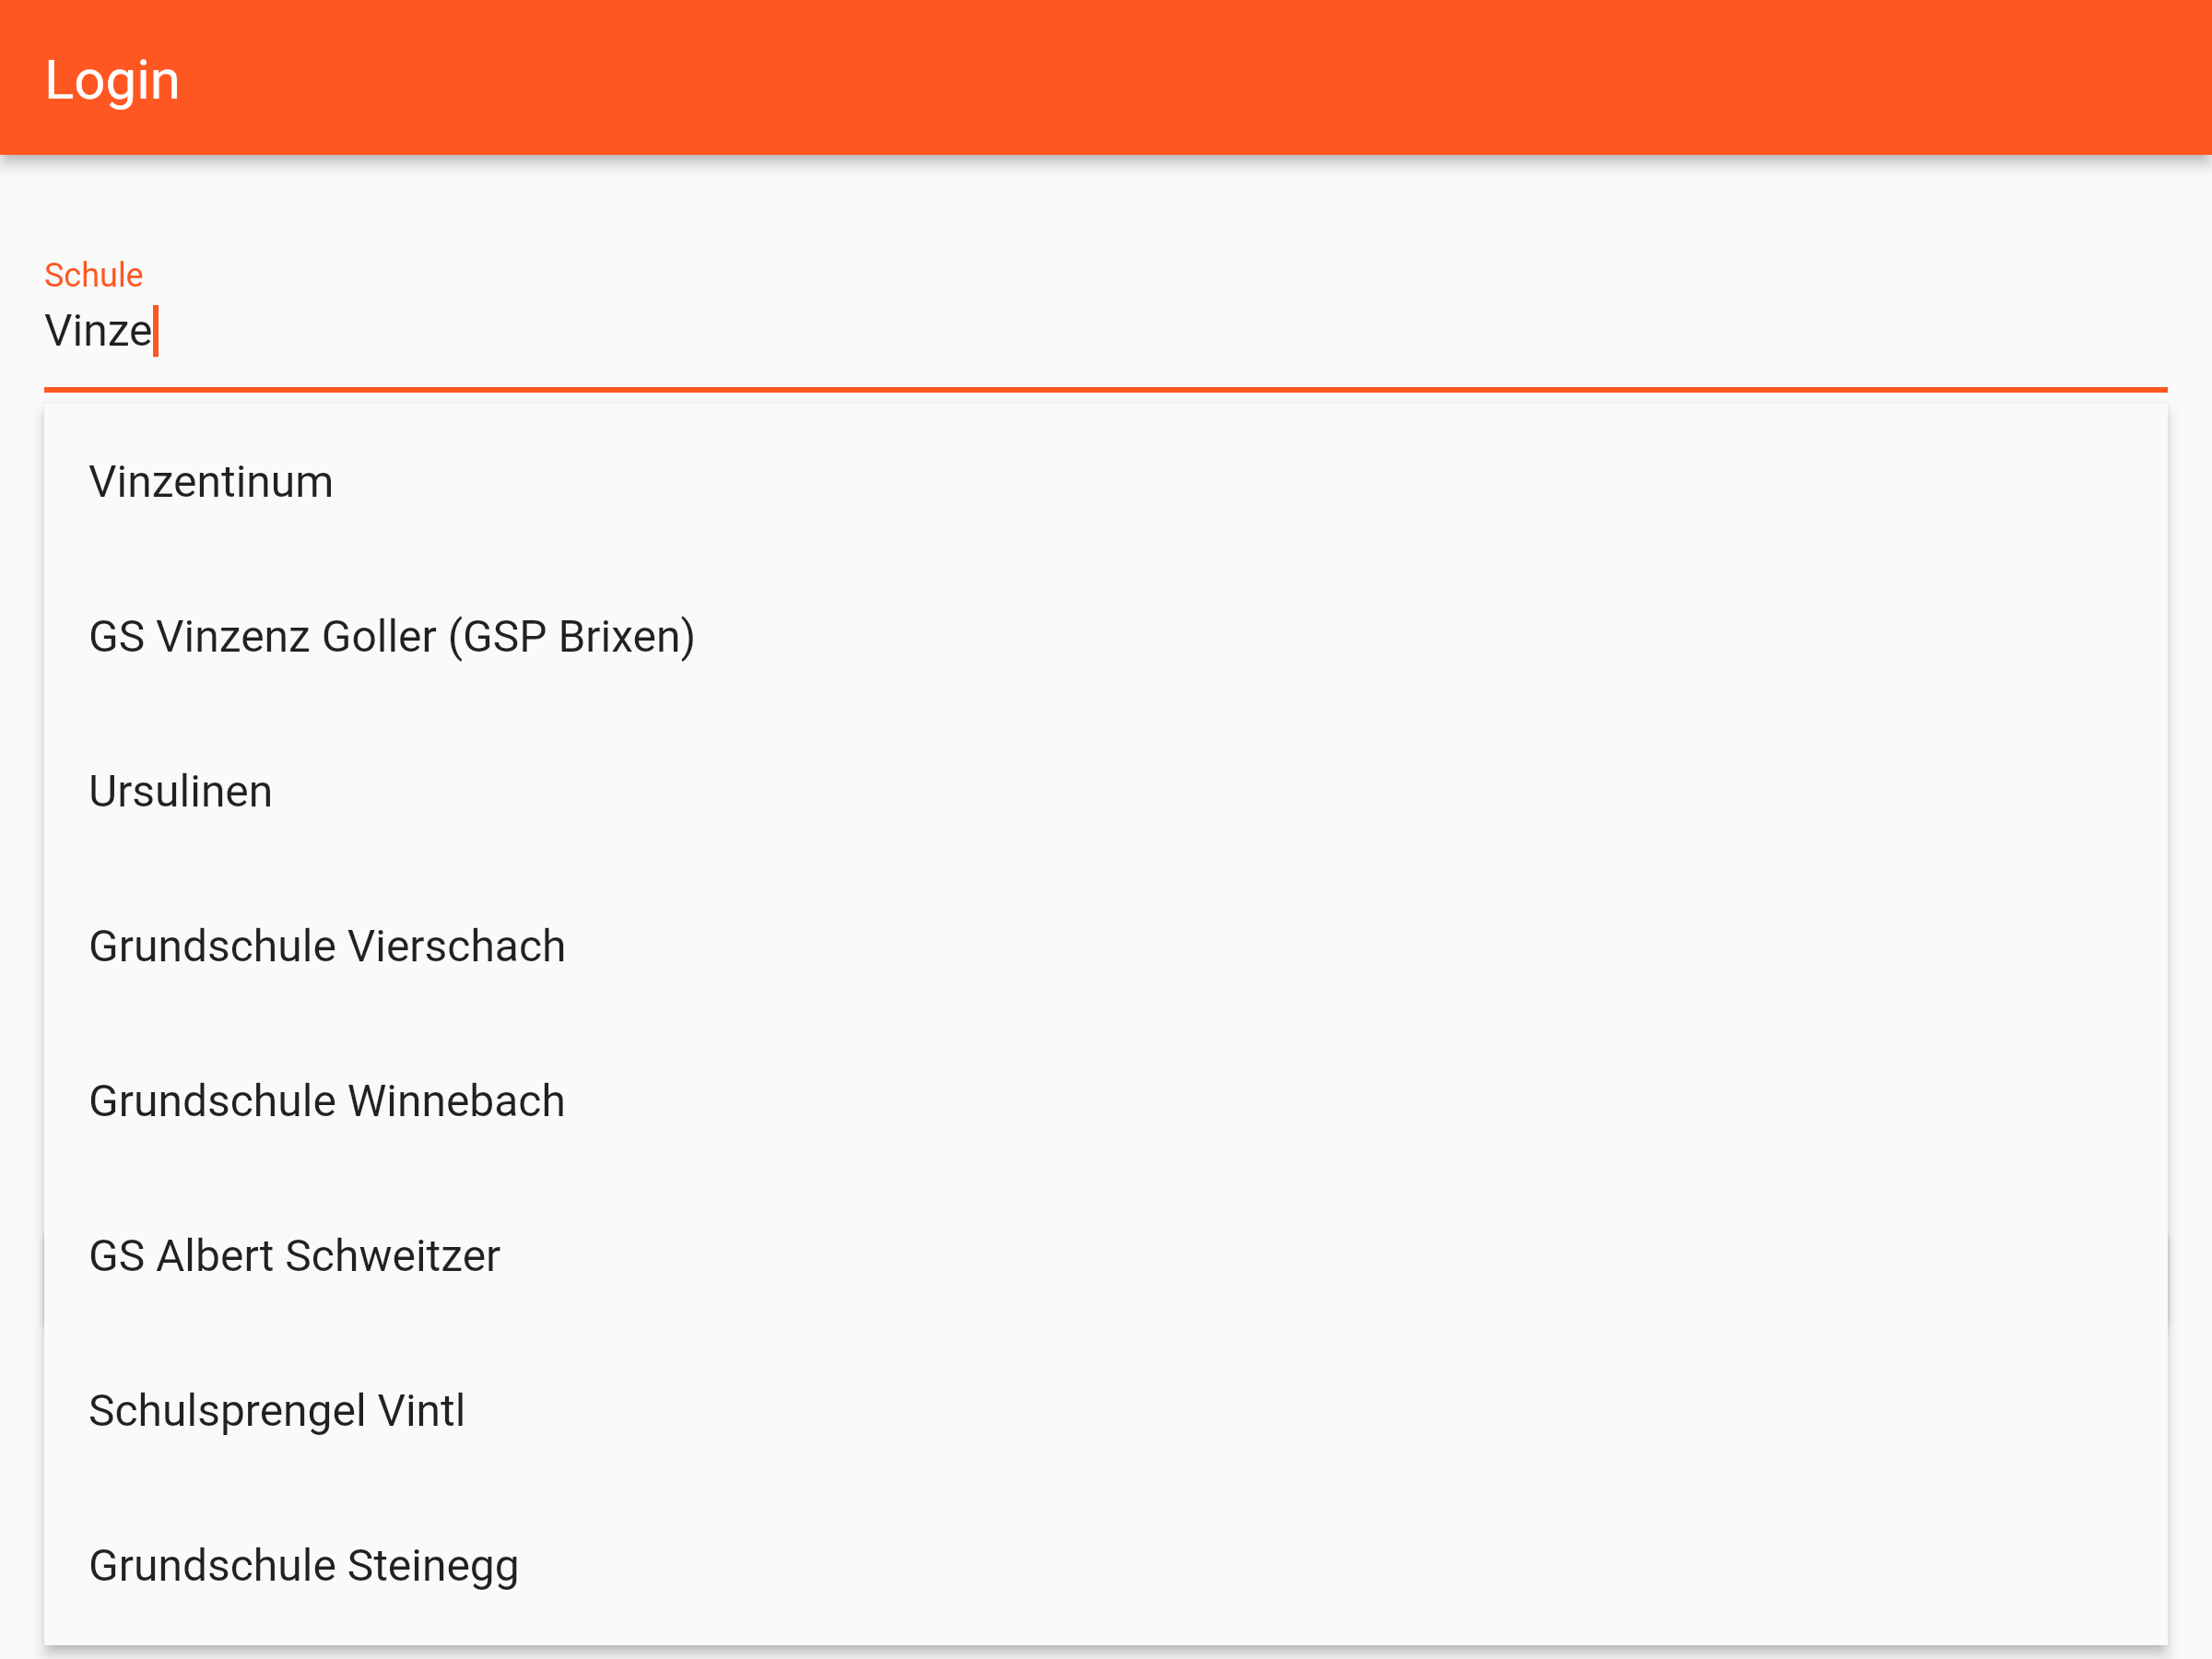 Login
Schule
Vinze
Vinzentinum
GS Vinzenz Goller (GSP Brixen)
Ursulinen
Grundschule Vierschach
Grundschule Winnebach
GS Albert Schweitzer
Schulsprengel Vintl
Grundschule Steinegg